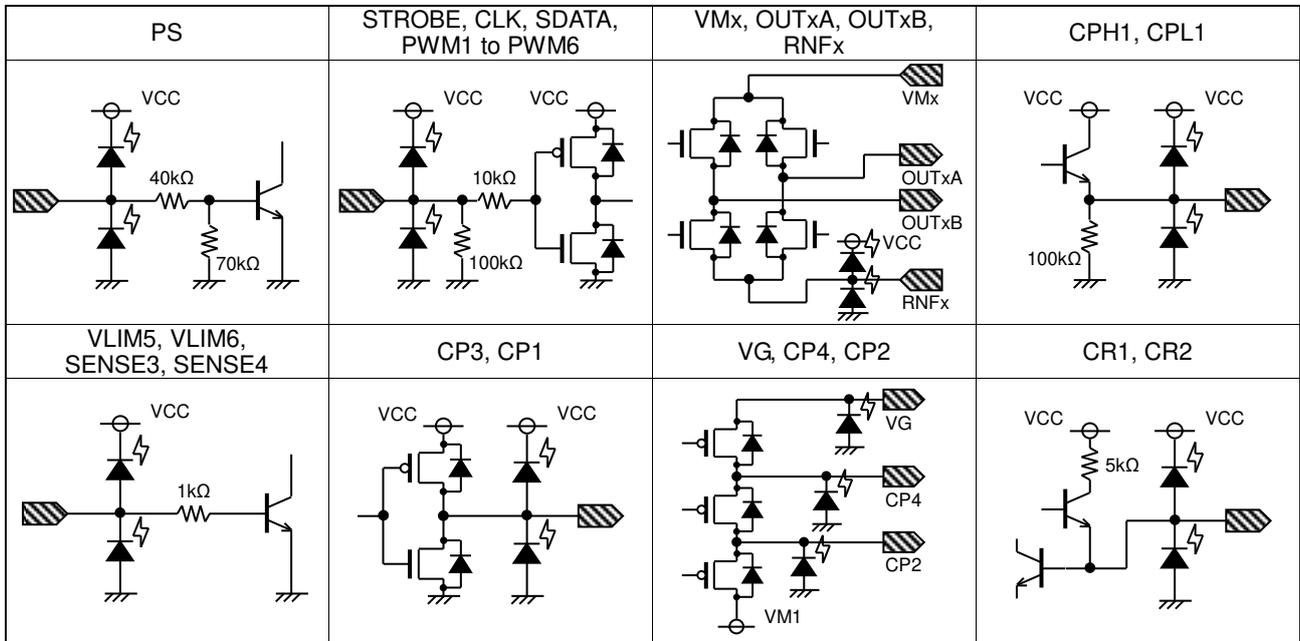 PS
STROBE, CLK, SDATA,
PWM1 to PWM6
VMx, OUTxA, OUTxB,
RNFx
CPH1, CPL1
VCC
40kΩ
70kΩ
VCC
VCC
10kΩ
100kΩ
VMx
OUTxA
OUTxB
VCC
RNFx
VCC
VCC
100kΩ
VLIM5, VLIM6,
SENSE3, SENSE4
CP3, CP1
VG, CP4, CP2
CR1, CR2
VCC
1kΩ
VCC
VCC
VG
CP4
CP2
VM1
VCC
VCC
5kΩ